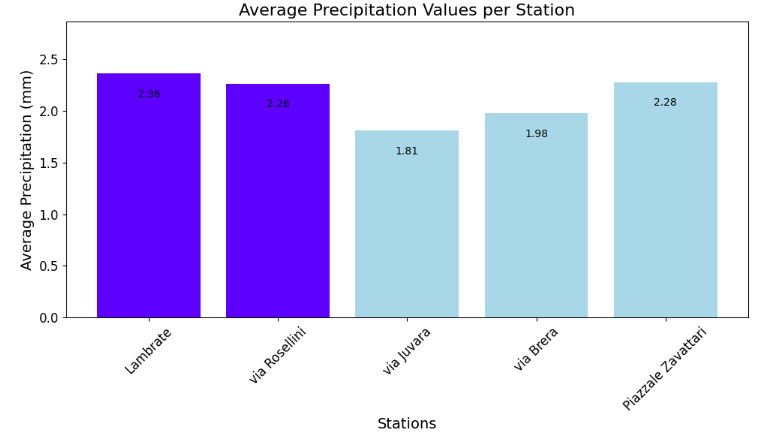 Average Precipitation Values per Station
Average Precipitation (mm)
2.5
2.0
1.5
1.0
0.5
0.0
2.36
2.26
1.81
1.98
2.28
Lambrate
via Rosellini
via Juvara
via Brera
Piazzale Zavattari
Stations